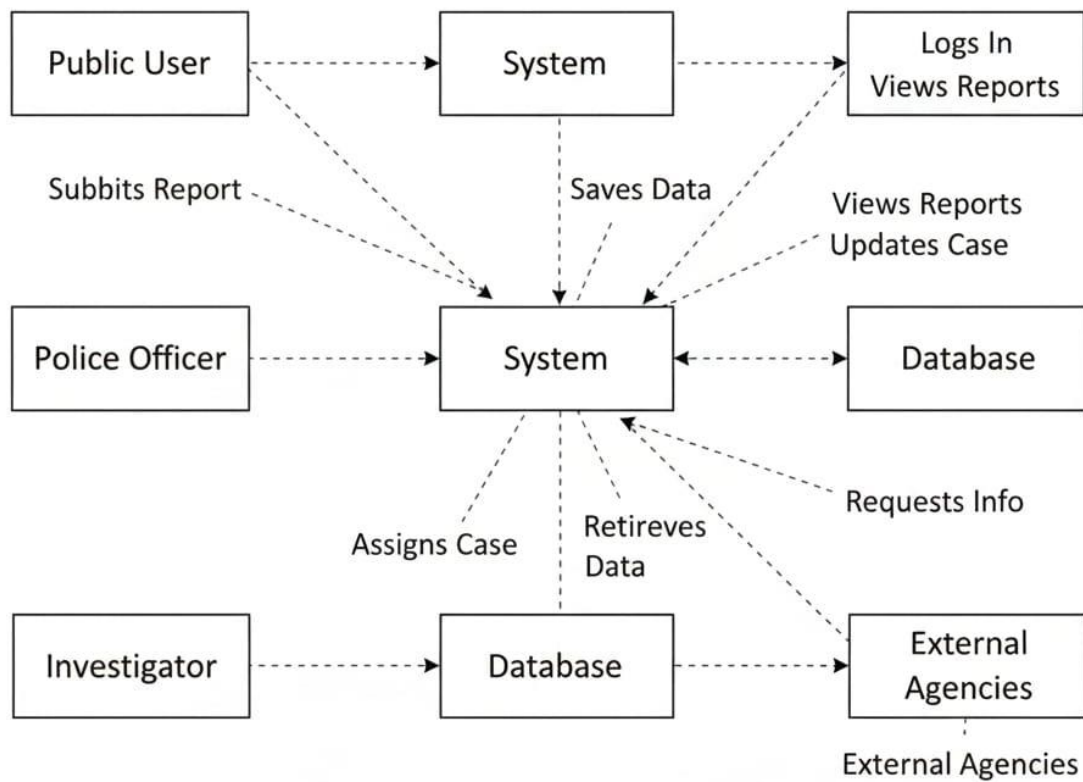 Public User
System
Logs In
Views Reports
Subbits Report
Saves Data
Views Reports
Updates Case
Police Officer
System
Database
Requests Info
Assigns Case
Retireves
Data
Investigator
Database
External
Agencies
External Agencies